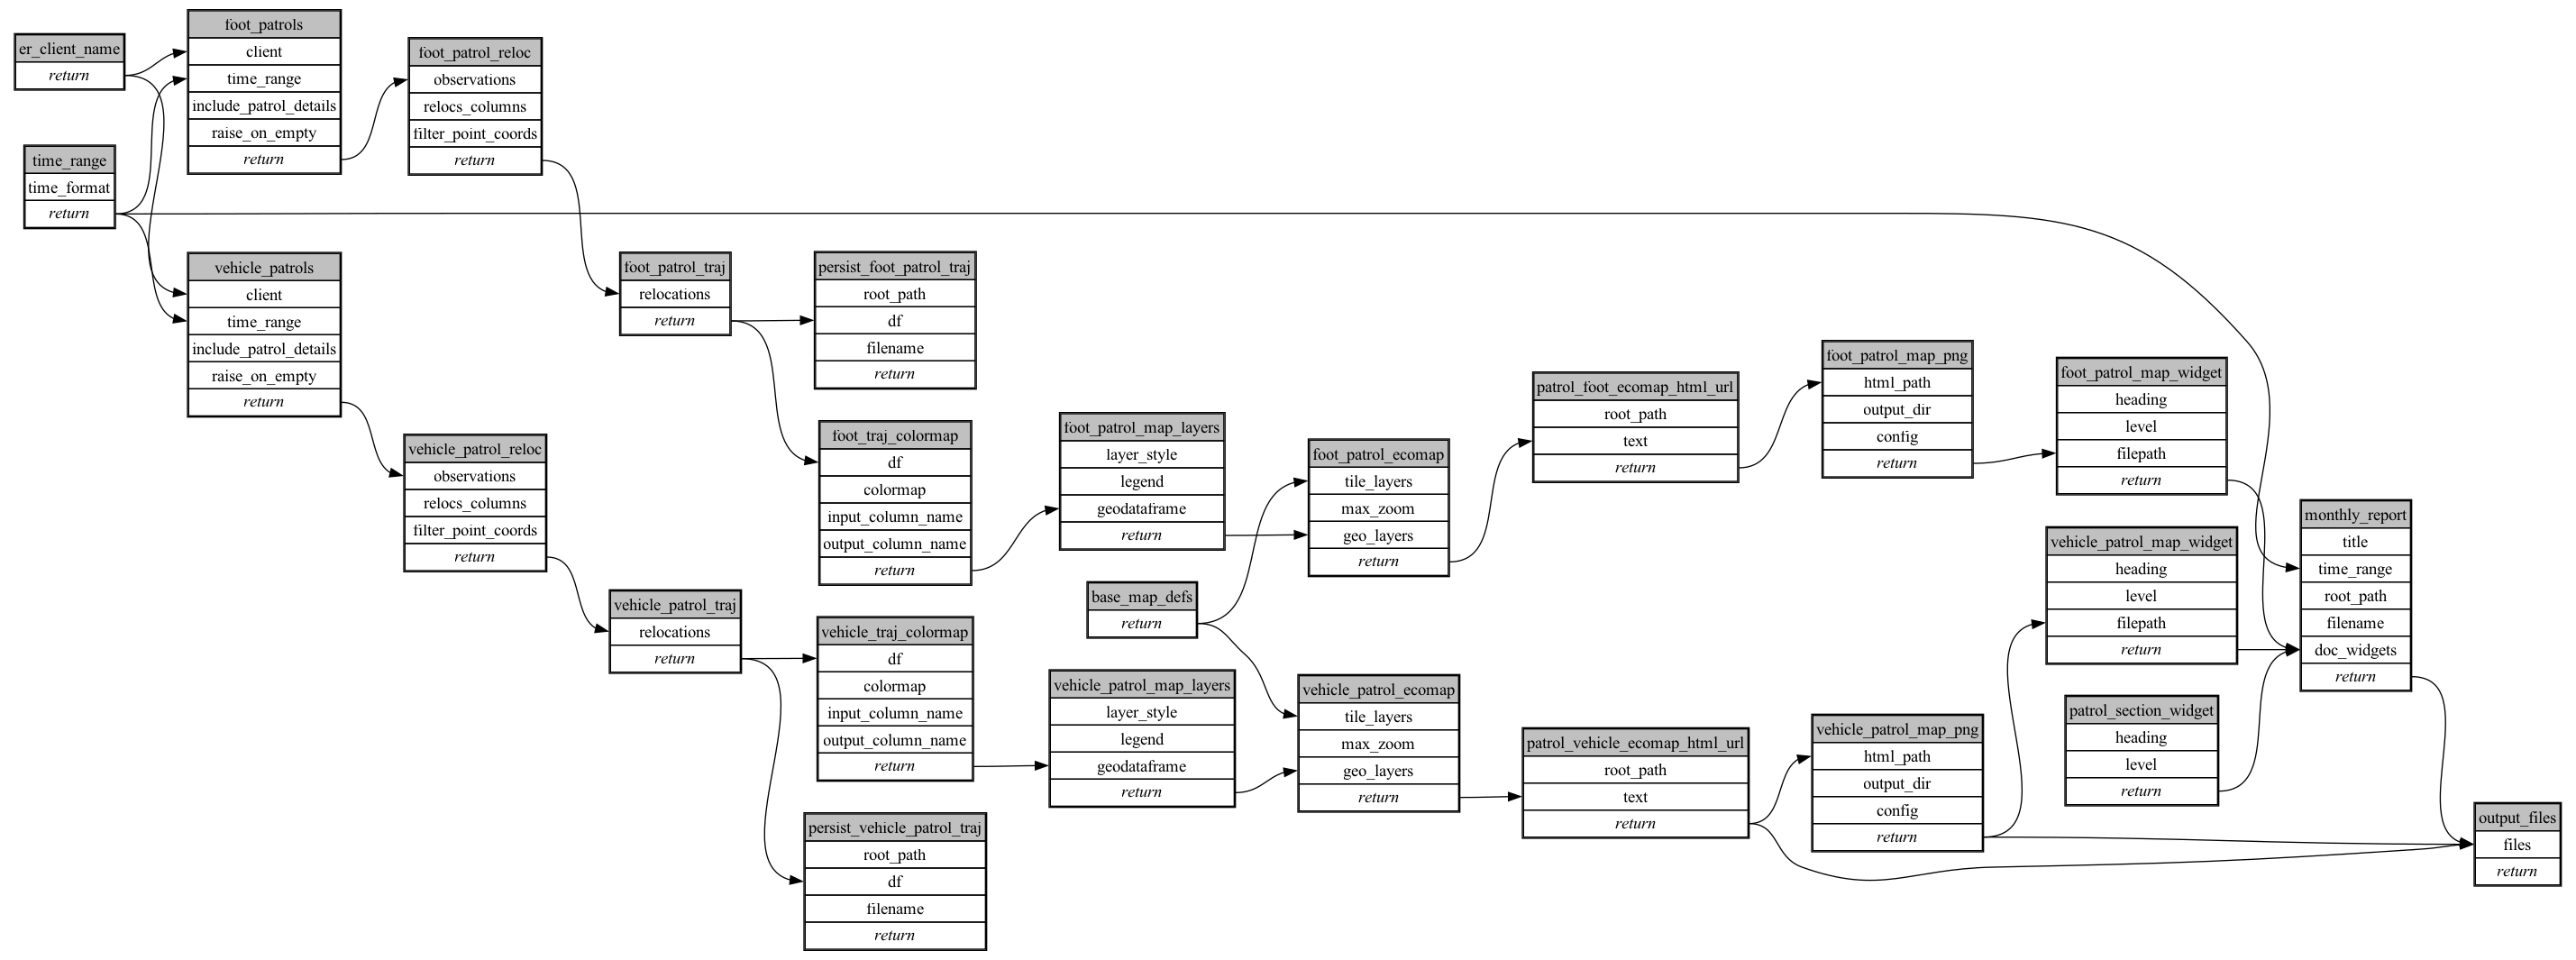 er_client_name
return
time_range
time_format
return
foot_patrols
client
time_range
include_patrol_details
raise_on_empty
return
vehicle_patrols
client
time_range
include_patrol_details
raise_on_empty
return
foot_patrol_reloc
observations
relocs_columns
filter_point_coords
return
vehicle_patrol_reloc
observations
relocs_columns
filter_point_coords
return
foot_patrol_traj
relocations
return
vehicle_patrol_traj
relocations
return
persist_foot_patrol_traj
root_path
df
filename
return
foot_traj_colormap
df
colormap
input_column_name
output_column_name
return
vehicle_traj_colormap
df
colormap
input_column_name
output_column_name
return
persist_vehicle_patrol_traj
root_path
df
filename
return
foot_patrol_map_layers
layer_style
legend
geodataframe
return
base_map_defs
return
vehicle_patrol_map_layers
layer_style
legend
geodataframe
return
foot_patrol_ecomap
tile_layers
max_zoom
geo_layers
return
vehicle_patrol_ecomap
tile_layers
max_zoom
geo_layers
return
patrol_foot_ecomap_html_url
root_path
text
return
patrol_vehicle_ecomap_html_url
root_path
text
return
foot_patrol_map_png
html_path
output_dir
config
return
vehicle_patrol_map_png
html_path
output_dir
config
return
foot_patrol_map_widget
heading
level
filepath
return
vehicle_patrol_map_widget
heading
level
filepath
return
patrol_section_widget
heading
level
return
monthly_report
title
time_range
root_path
filename
doc_widgets
return
output_files
files
return